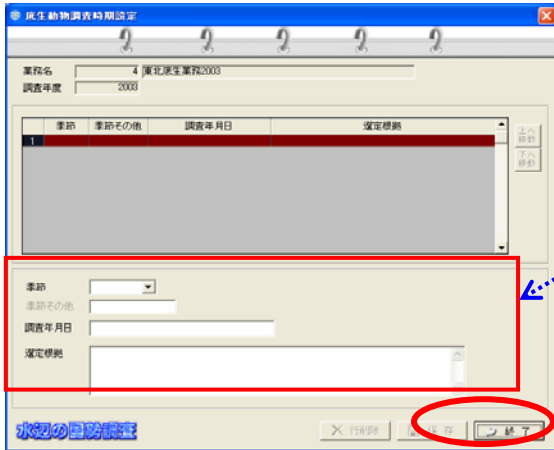 底生動物調査時期設定
業務名 4 東北底生業務2003
調査年度 2003
季節 季節その他 調査年月日 選定根拠
1
上へ移動
下へ移動
季節
季節その他
調査年月日
選定根拠
水辺の国勢調査
行削除 保存 終了